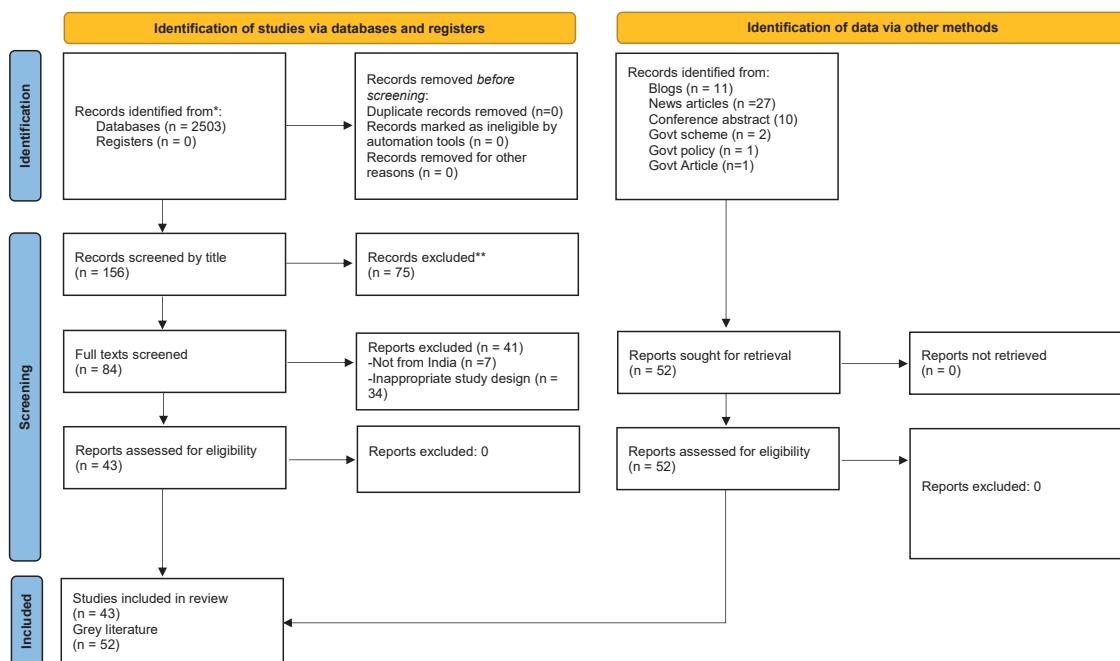 Identification of studies via databases and registers
Identification of data via other methods
Identification
Records identified from*:
Databases (n = 2503)
Registers (n = 0)
Records removed before
screening:
Duplicate records removed (n=0)
Records marked as ineligible by
automation tools (n = 0)
Records removed for other
reasons (n = 0)
Records identified from:
Blogs (n = 11)
News articles (n =27)
Conference abstract (10)
Govt scheme (n = 2)
Govt policy (n = 1)
Govt Article (n=1)
Screening
Records screened by title
(n = 156)
Records excluded**
(n = 75)
Full texts screened
(n = 84)
Reports excluded (n = 41)
-Not from India (n =7)
-Inappropriate study design (n =
34)
Reports sought for retrieval
(n = 52)
Reports not retrieved
(n = 0)
Reports assessed for eligibility
(n = 43)
Reports excluded: 0
Reports assessed for eligibility
(n = 52)
Reports excluded: 0
Included
Studies included in review
(n = 43)
Grey literature
(n = 52)